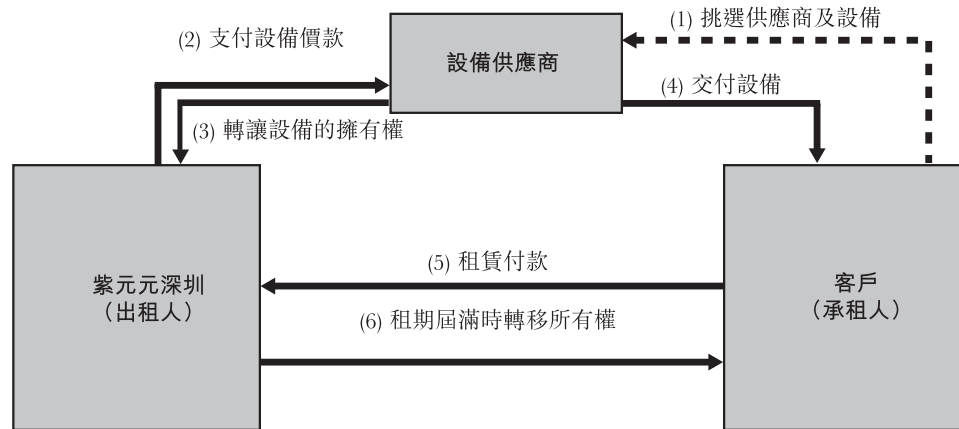 (1) 挑選供應商及設備
(2) 支付設備價款
設備供應商
(4) 交付設備
(3) 轉讓設備的擁有權
(5) 租賃付款
紫元元深圳
（出租人）
客戶
（承租人）
(6) 租期屆滿時轉移所有權